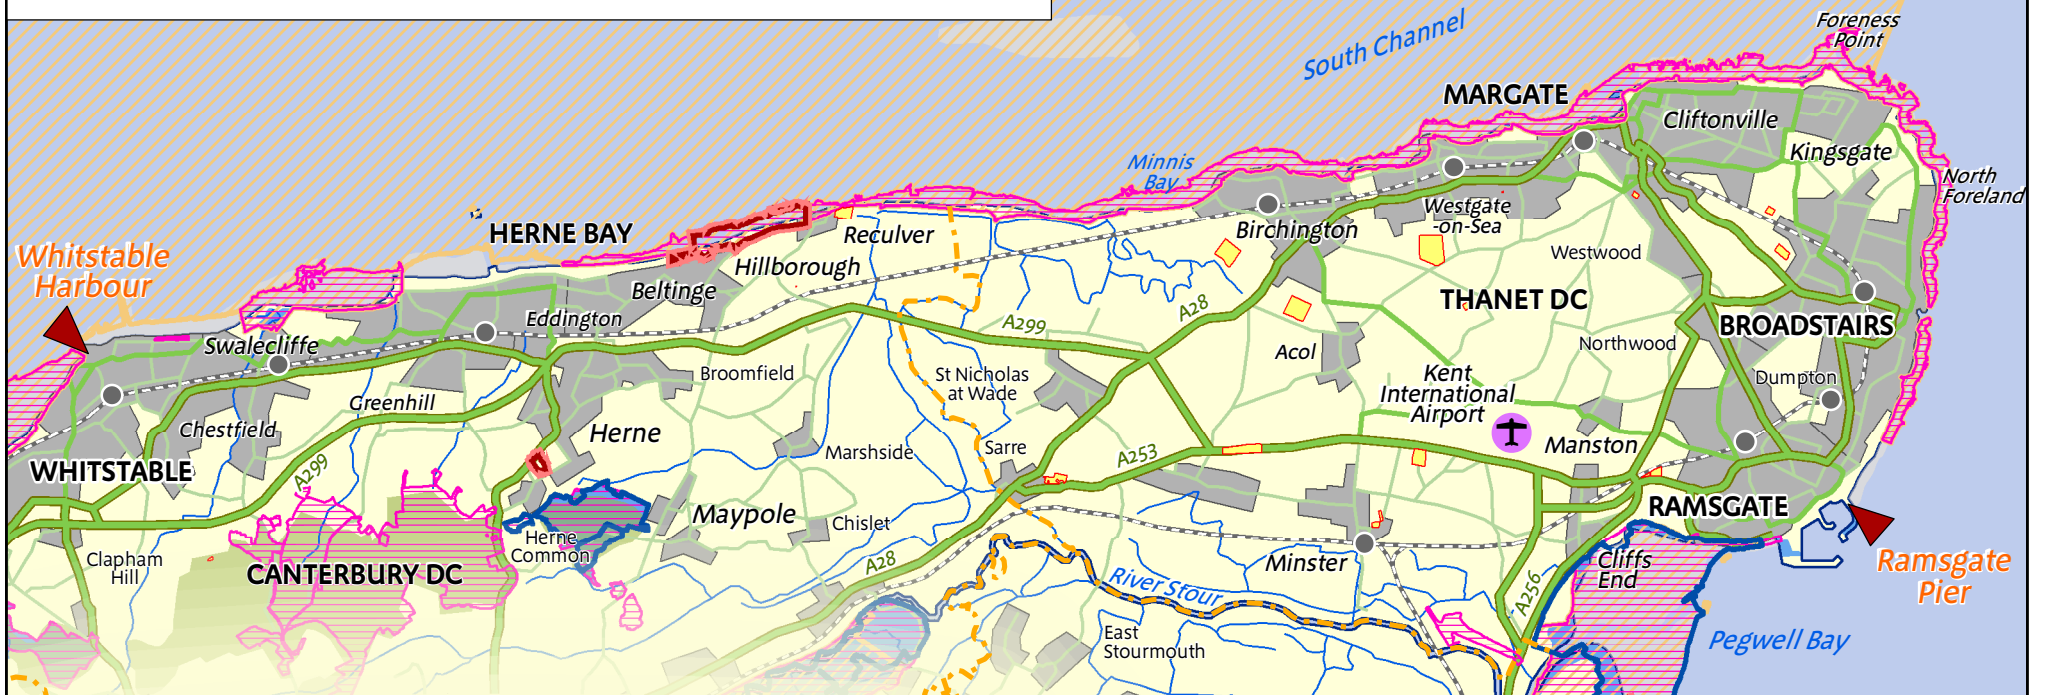 Foreness
Point
South Channel
MARGATE
Cliftonville
Kingsgate
Minnis
Bay
North
Foreland
Westgate
-on-Sea
HERNE BAY
Reculver
Birchington
Whitstable
Harbour
Westwood
Hillborough
Beltinge
THANET DC
A28
Eddington
A299
BROADSTAIRS
Swalecliffe
Acol
Northwood
Broomfield
St Nicholas
at Wade
Kent
International
Airport
Dumpton
Greenhill
Chestfield
Herne
Marshside
Sarre
A253
Manston
WHITSTABLE
A299
Maypole
Chislet
RAMSGATE
Herne
Common
Clapham
Hill
CANTERBURY DC
A28
Minster
Cliffs
End
Ramsgate
Pier
River Stour
A256
East
Stourmouth
Pegwell Bay